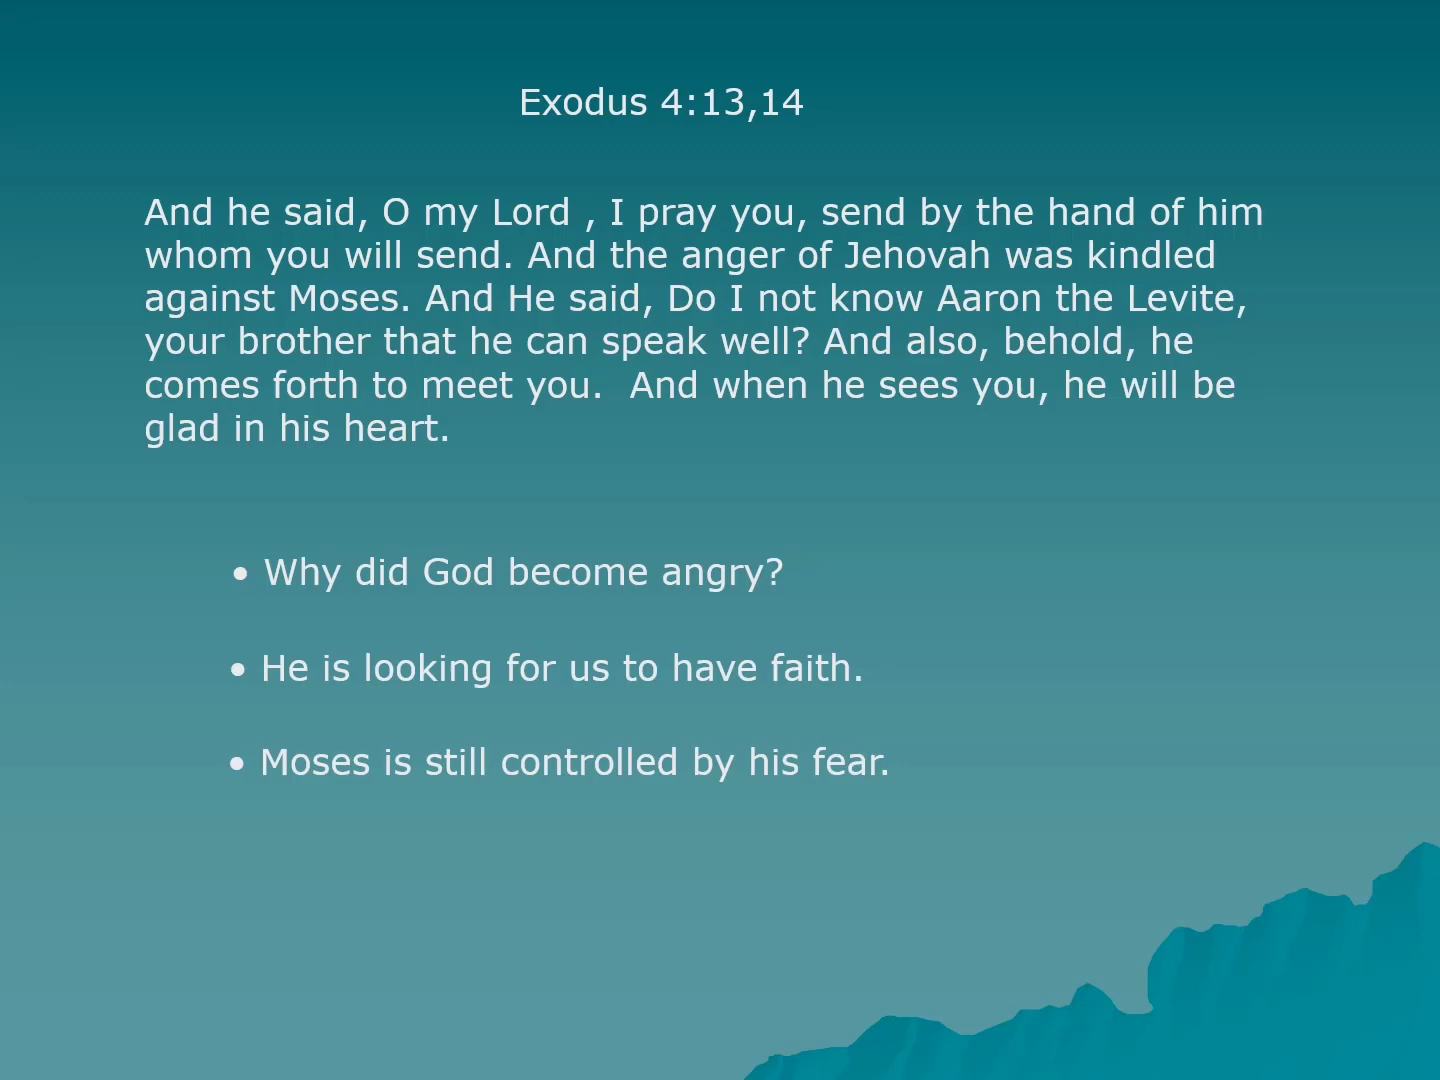 Exodus 4:13,14
And he said, O my Lord , I pray you, send by the hand of him
whom you will send. And the anger of Jehovah was kindled
against Moses. And He said, Do I not know Aaron the Levite,
your brother that he can speak well? And also, behold, he
comes forth to meet you.  And when he sees you, he will be
glad in his heart.
• Why did God become angry?
• He is looking for us to have faith.
• Moses is still controlled by his fear.